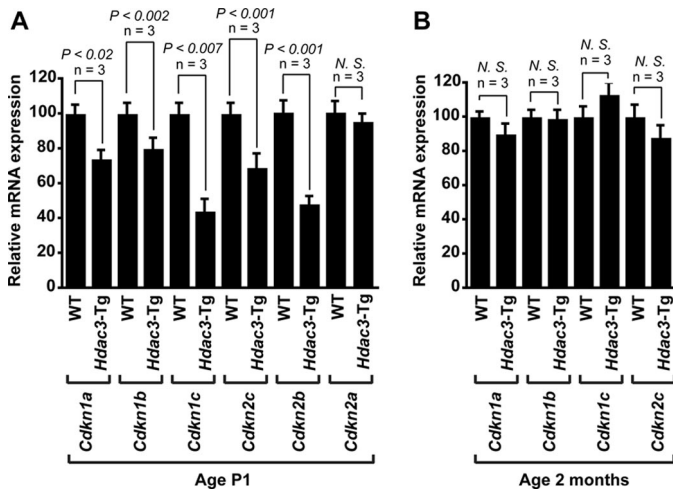 A
P < 0.02
n = 3
P < 0.002
n = 3
P < 0.007
n = 3
P < 0.001
n = 3
P < 0.001
n = 3
N. S.
n = 3
Relative mRNA expression
120
100
80
60
40
20
0
WT
Hdac3-Tg
WT
Hdac3-Tg
WT
Hdac3-Tg
WT
Hdac3-Tg
WT
Hdac3-Tg
WT
Hdac3-Tg
Cdkn1a
Cdkn1b
Cdkn1c
Cdkn2c
Cdkn2b
Cdkn2a
Age P1
B
N. S.
n = 3
N. S.
n = 3
N. S.
n = 3
N. S.
n = 3
Relative mRNA expression
120
100
80
60
40
20
0
WT
Hdac3-Tg
WT
Hdac3-Tg
WT
Hdac3-Tg
WT
Hdac3-Tg
Cdkn1a
Cdkn1b
Cdkn1c
Cdkn2c
Age 2 months